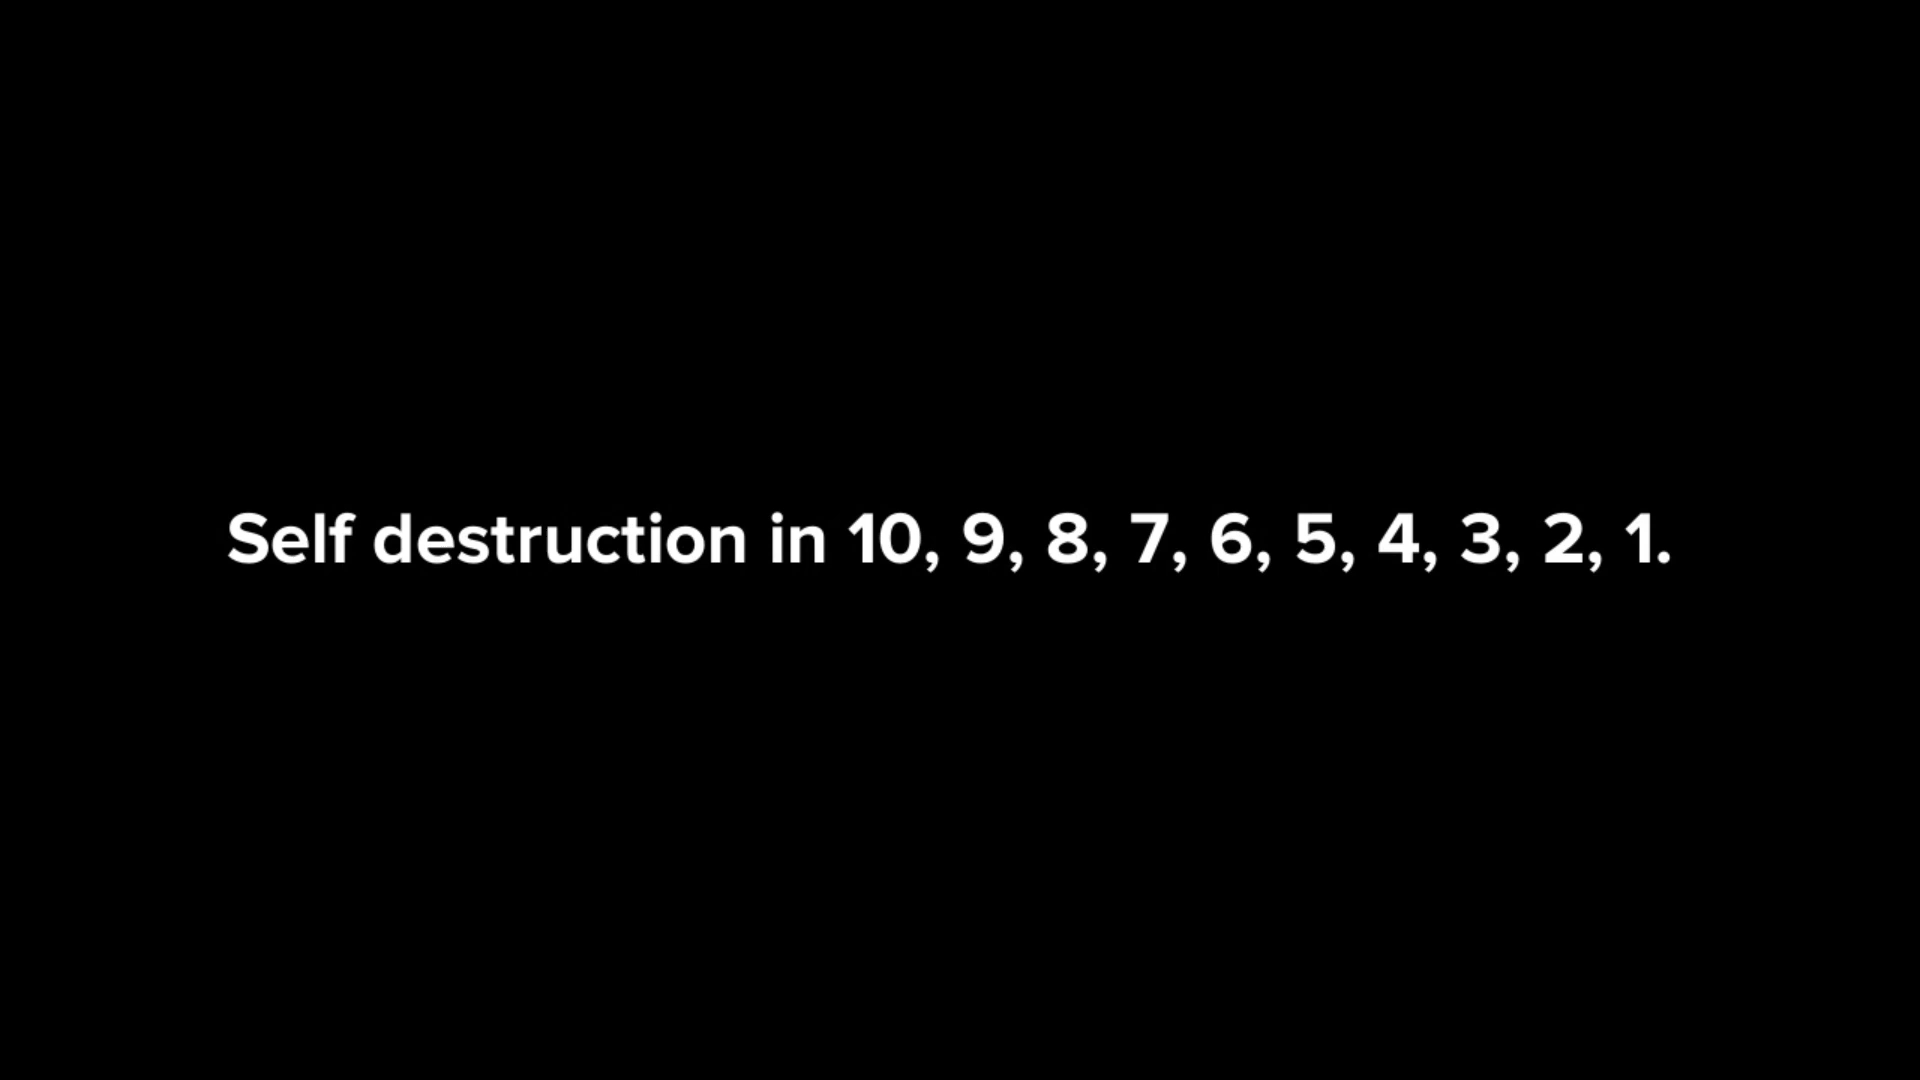 Self destruction in 10, 9, 8, 7, 6, 5, 4, 3, 2, 1.